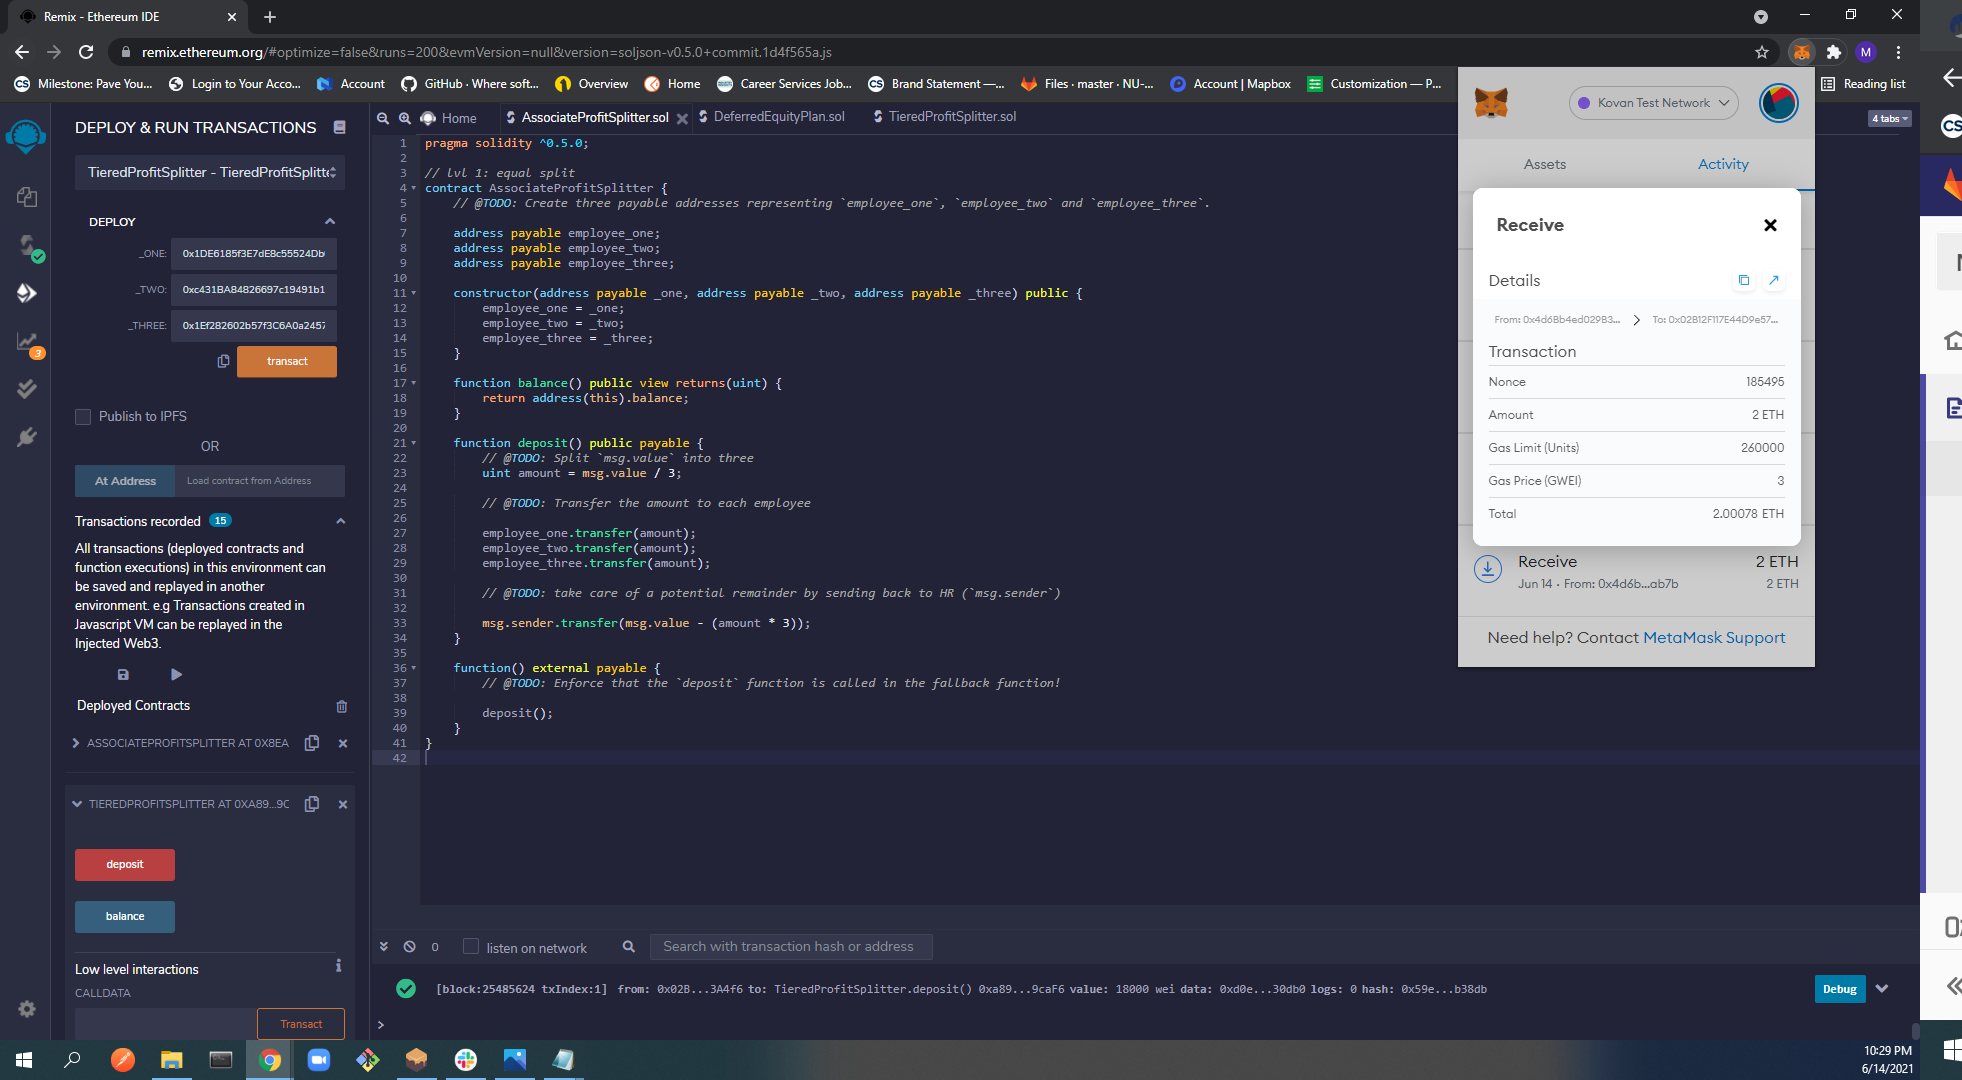 Remix - Ethereum IDE
remix.ethereum.org/#optimize=false&runs=200&evmVersion=null&version=soljson-v0.5.0+commit.1d4f565a.js
M
CS Milestone: Pave You...
Login to Your Acco...
Account
GitHub · Where soft...
Overview
Home
Career Services Job...
CS Brand Statement —...
Files · master · NU-...
Account | Mapbox
Customization — P...
Reading list
DEPLOY & RUN TRANSACTIONS
TieredProfitSplitter - TieredProfitSplitte
DEPLOY
_ONE: 0x1DE6185f3E7dE8c55524Db
_TWO: 0xc431BA84826697c19491b1
_THREE: 0x1Ef282602b57f3C6A0a2457
transact
Publish to IPFS
OR
At Address Load contract from Address
Transactions recorded 15
All transactions (deployed contracts and
function executions) in this environment can
be saved and replayed in another
environment. e.g Transactions created in
Javascript VM can be replayed in the
Injected Web3.
Deployed Contracts
ASSOCIATEPROFITSPLITTER AT 0X8EA
TIEREDPROFITSPLITTER AT 0XA89...9C
deposit
balance
Low level interactions
CALLDATA
Transact
3
Home
AssociateProfitSplitter.sol
DeferredEquityPlan.sol
TieredProfitSplitter.sol
4 tabs
1 pragma solidity ^0.5.0;
2
3 // lvl 1: equal split
4 contract AssociateProfitSplitter {
5 // @TODO: Create three payable addresses representing `employee_one`, `employee_two` and `employee_three`.
6
7 address payable employee_one;
8 address payable employee_two;
9 address payable employee_three;
10
11 constructor(address payable _one, address payable _two, address payable _three) public {
12 employee_one = _one;
13 employee_two = _two;
14 employee_three = _three;
15 }
16
17 function balance() public view returns(uint) {
18 return address(this).balance;
19 }
20
21 function deposit() public payable {
22 // @TODO: Split `msg.value` into three
23 uint amount = msg.value / 3;
24
25 // @TODO: Transfer the amount to each employee
26
27 employee_one.transfer(amount);
28 employee_two.transfer(amount);
29 employee_three.transfer(amount);
30
31 // @TODO: take care of a potential remainder by sending back to HR (`msg.sender`)
32
33 msg.sender.transfer(msg.value - (amount * 3));
34 }
35
36 function() external payable {
37 // @TODO: Enforce that the `deposit` function is called in the fallback function!
38
39 deposit();
40 }
41 }
42
0 listen on network Search with transaction hash or address
[block:25485624 txIndex:1] from: 0x02B...3A4f6 to: TieredProfitSplitter.deposit() 0xa89...9caF6 value: 18000 wei data: 0xd0e...30db0 logs: 0 hash: 0x59e...b38db
Debug
>
Kovan Test Network
Assets Activity
Receive
Details
From: 0x4d6Bb4ed029B3... To: 0x02B12F117E44D9e57...
Transaction
Nonce 185495
Amount 2 ETH
Gas Limit (Units) 260000
Gas Price (GWEI) 3
Total 2.00078 ETH
Receive 2 ETH
Jun 14 · From: 0x4d6b...ab7b 2 ETH
Need help? Contact MetaMask Support
CS
10:29 PM
6/14/2021